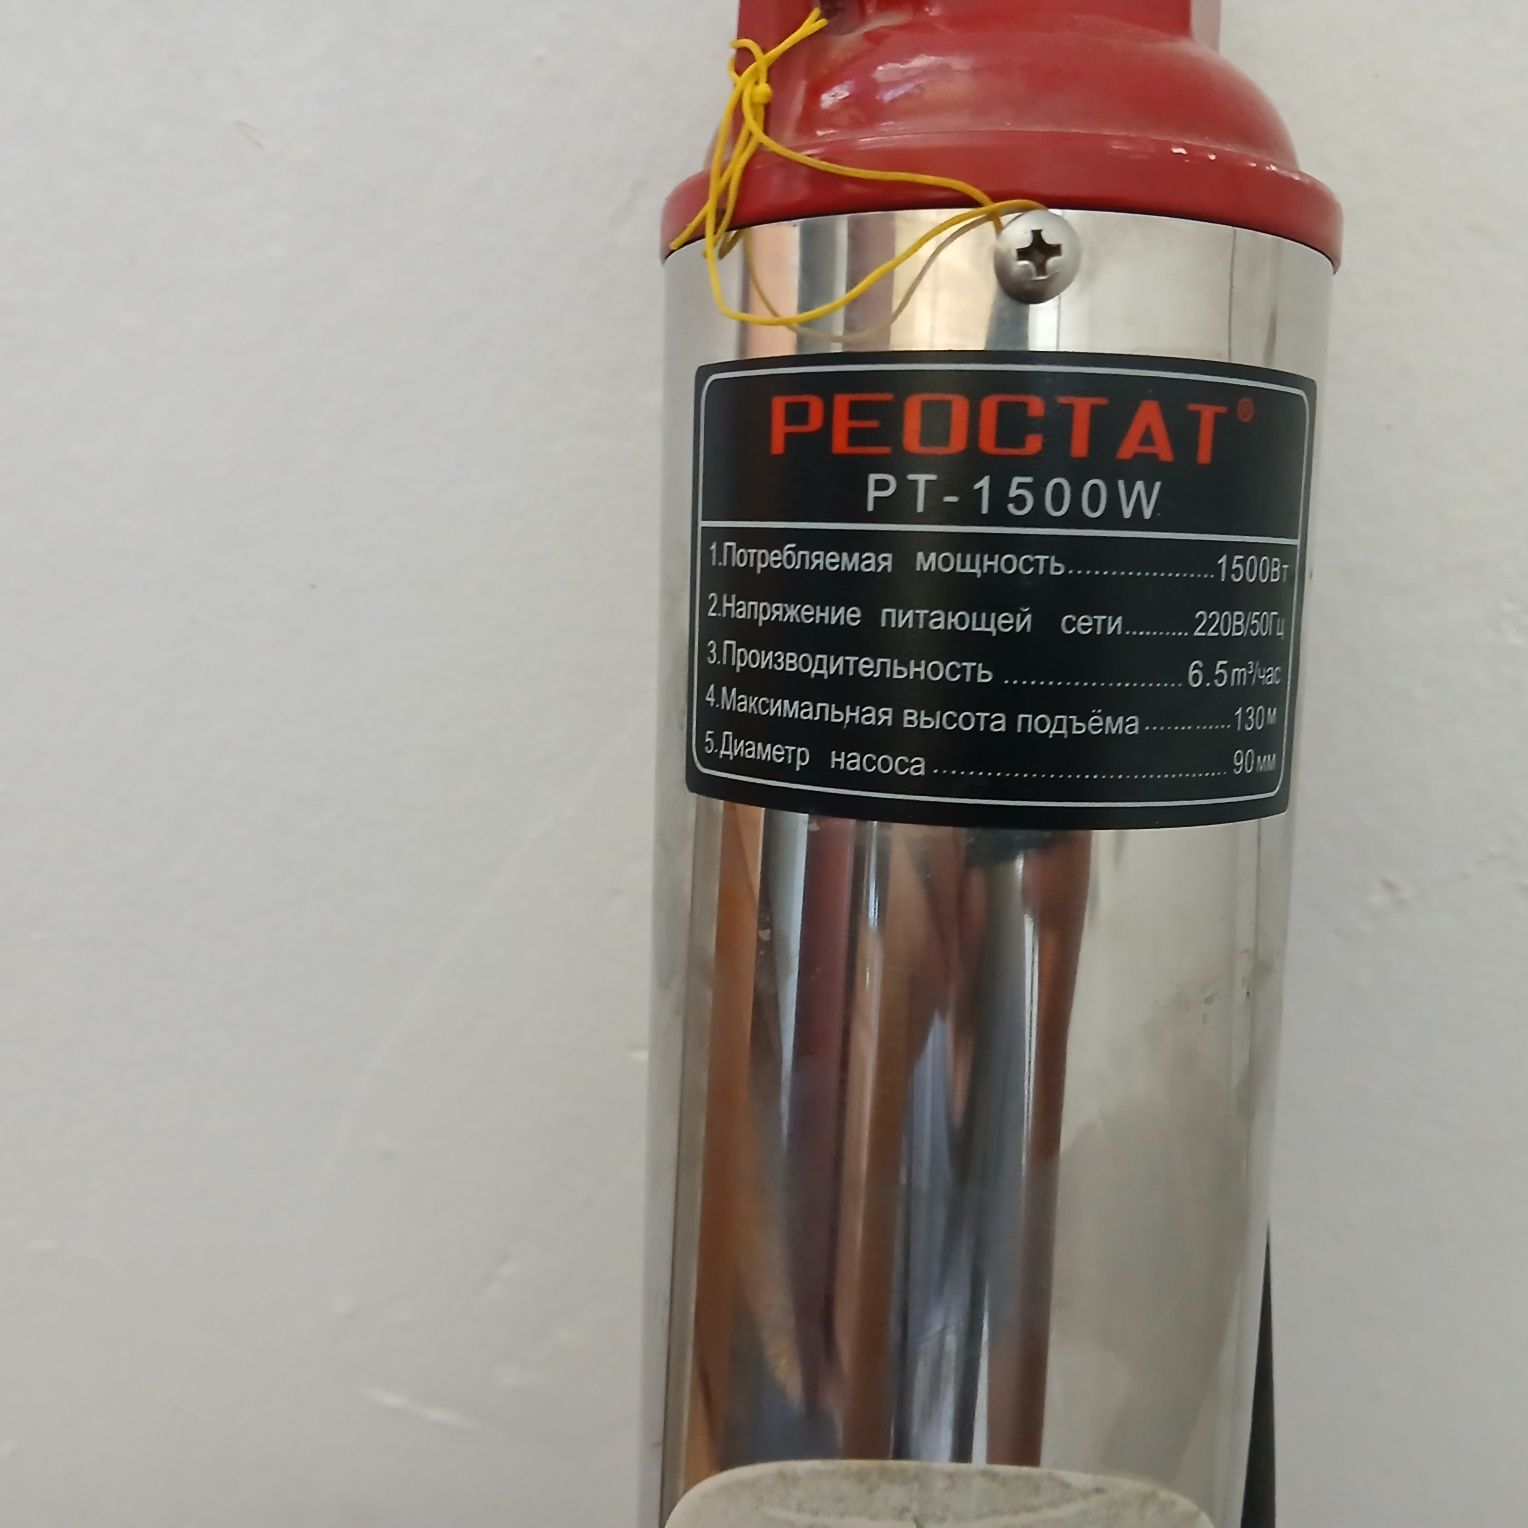 РЕОСТАТ®
РТ-1500W
1.Потребляемая мощность....................1500Вт
2.Напряжение питающей сети..........220В/50Гц
3.Производительность.....................6.5m³/час
4.Максимальная высота подъёма............130м
5.Диаметр насоса...................................90мм